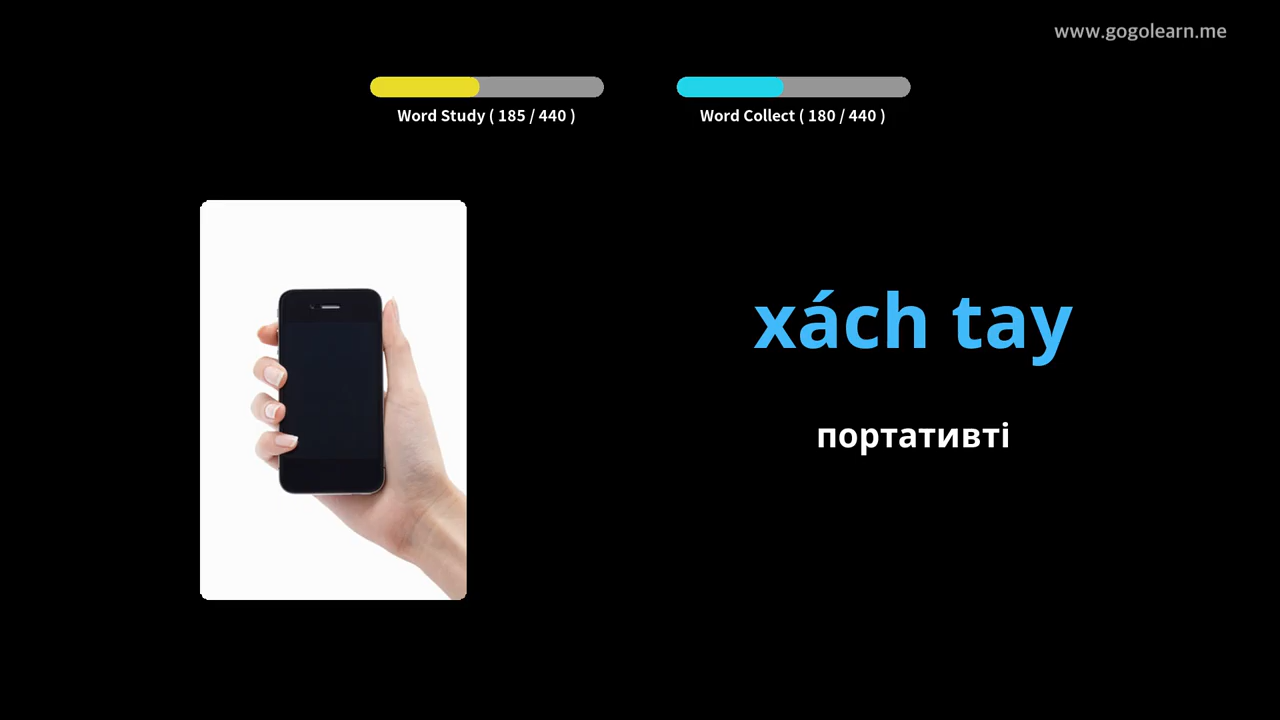 www.gogolearn.me
Word Study ( 185 / 440 )
Word Collect ( 180 / 440 )
xách tay
портативті